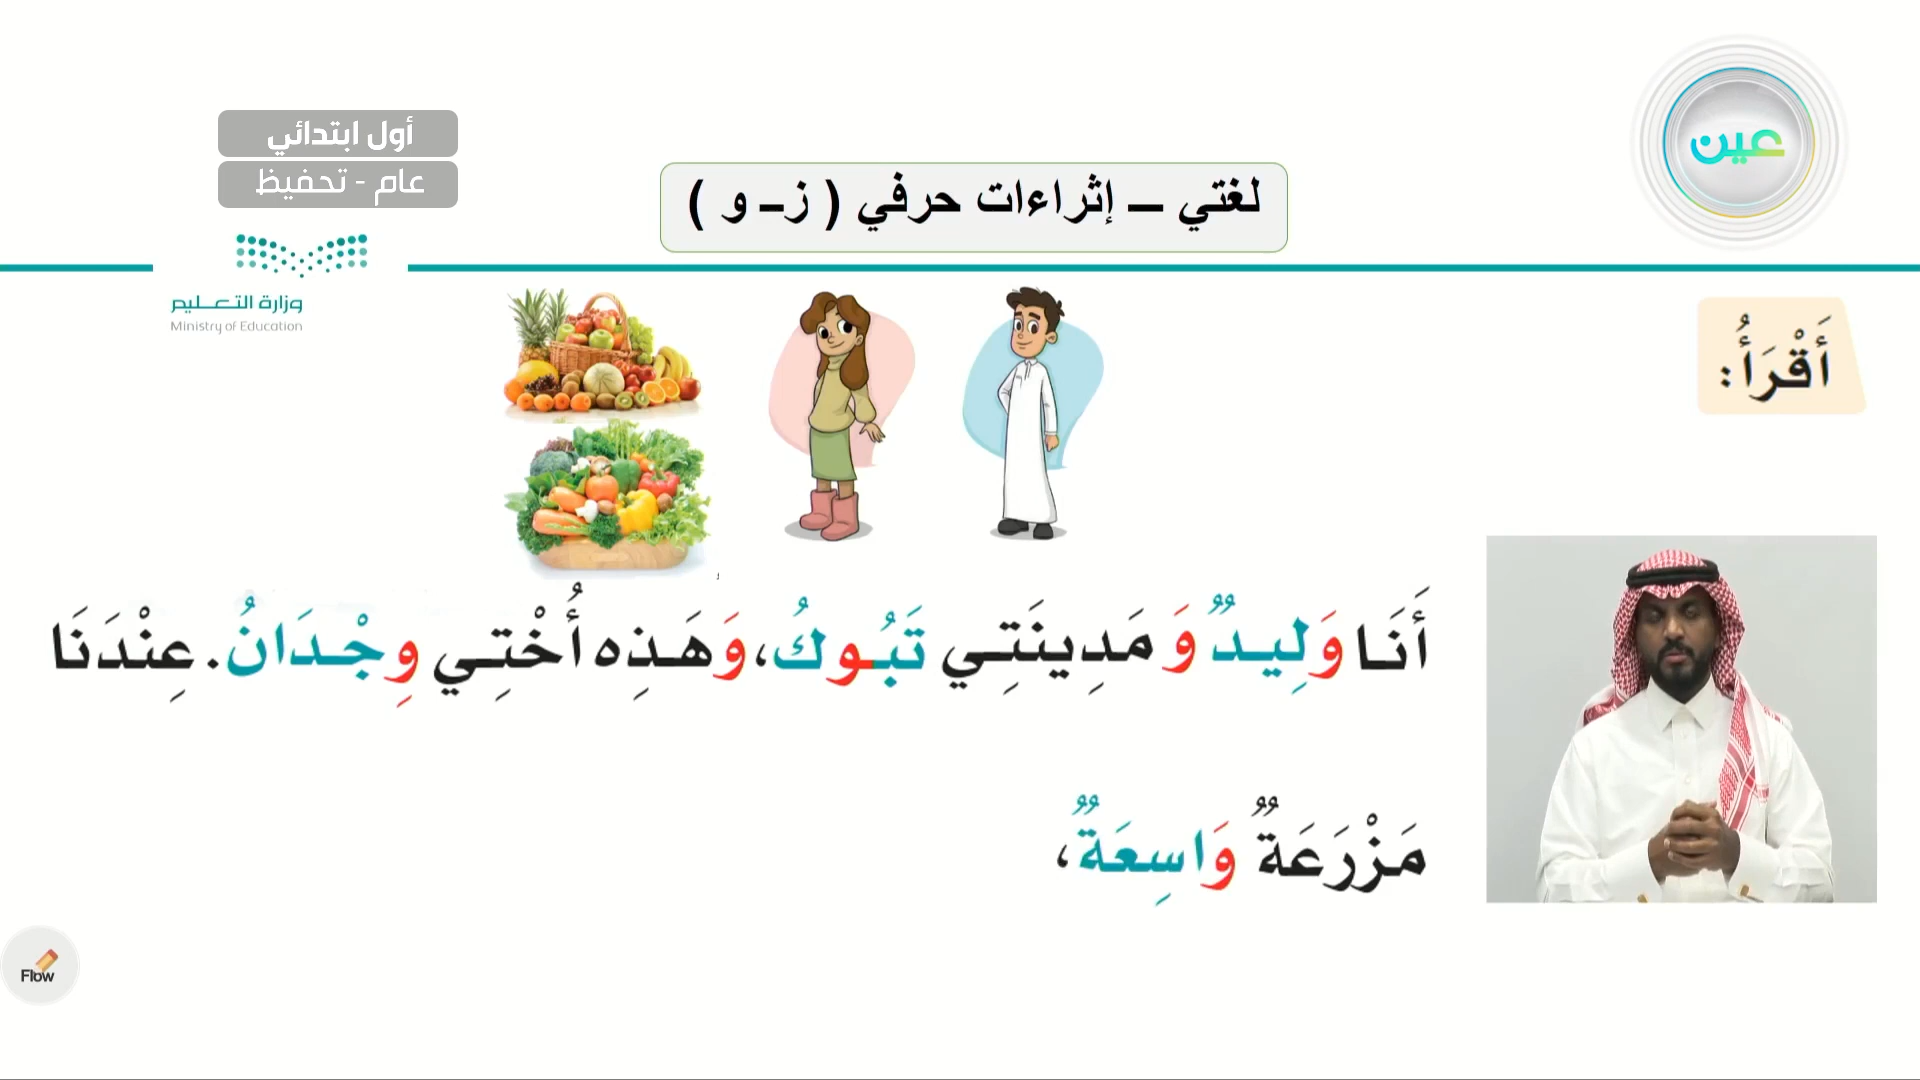 عين
أول ابتدائي
عام - تحفيظ
لغتي – إثراءات حرفي ( زـ و )
وزارة التعليم
Ministry of Education
أَقْرَأُ:
أَنَا وَلِيدٌ وَ مَدِينَتِي تَبُوكُ، وَهَذِه أُخْتِي وِجْدَانُ. عِنْدَنَا
مَزْرَعَةٌ وَاسِعَةٌ،
Flow